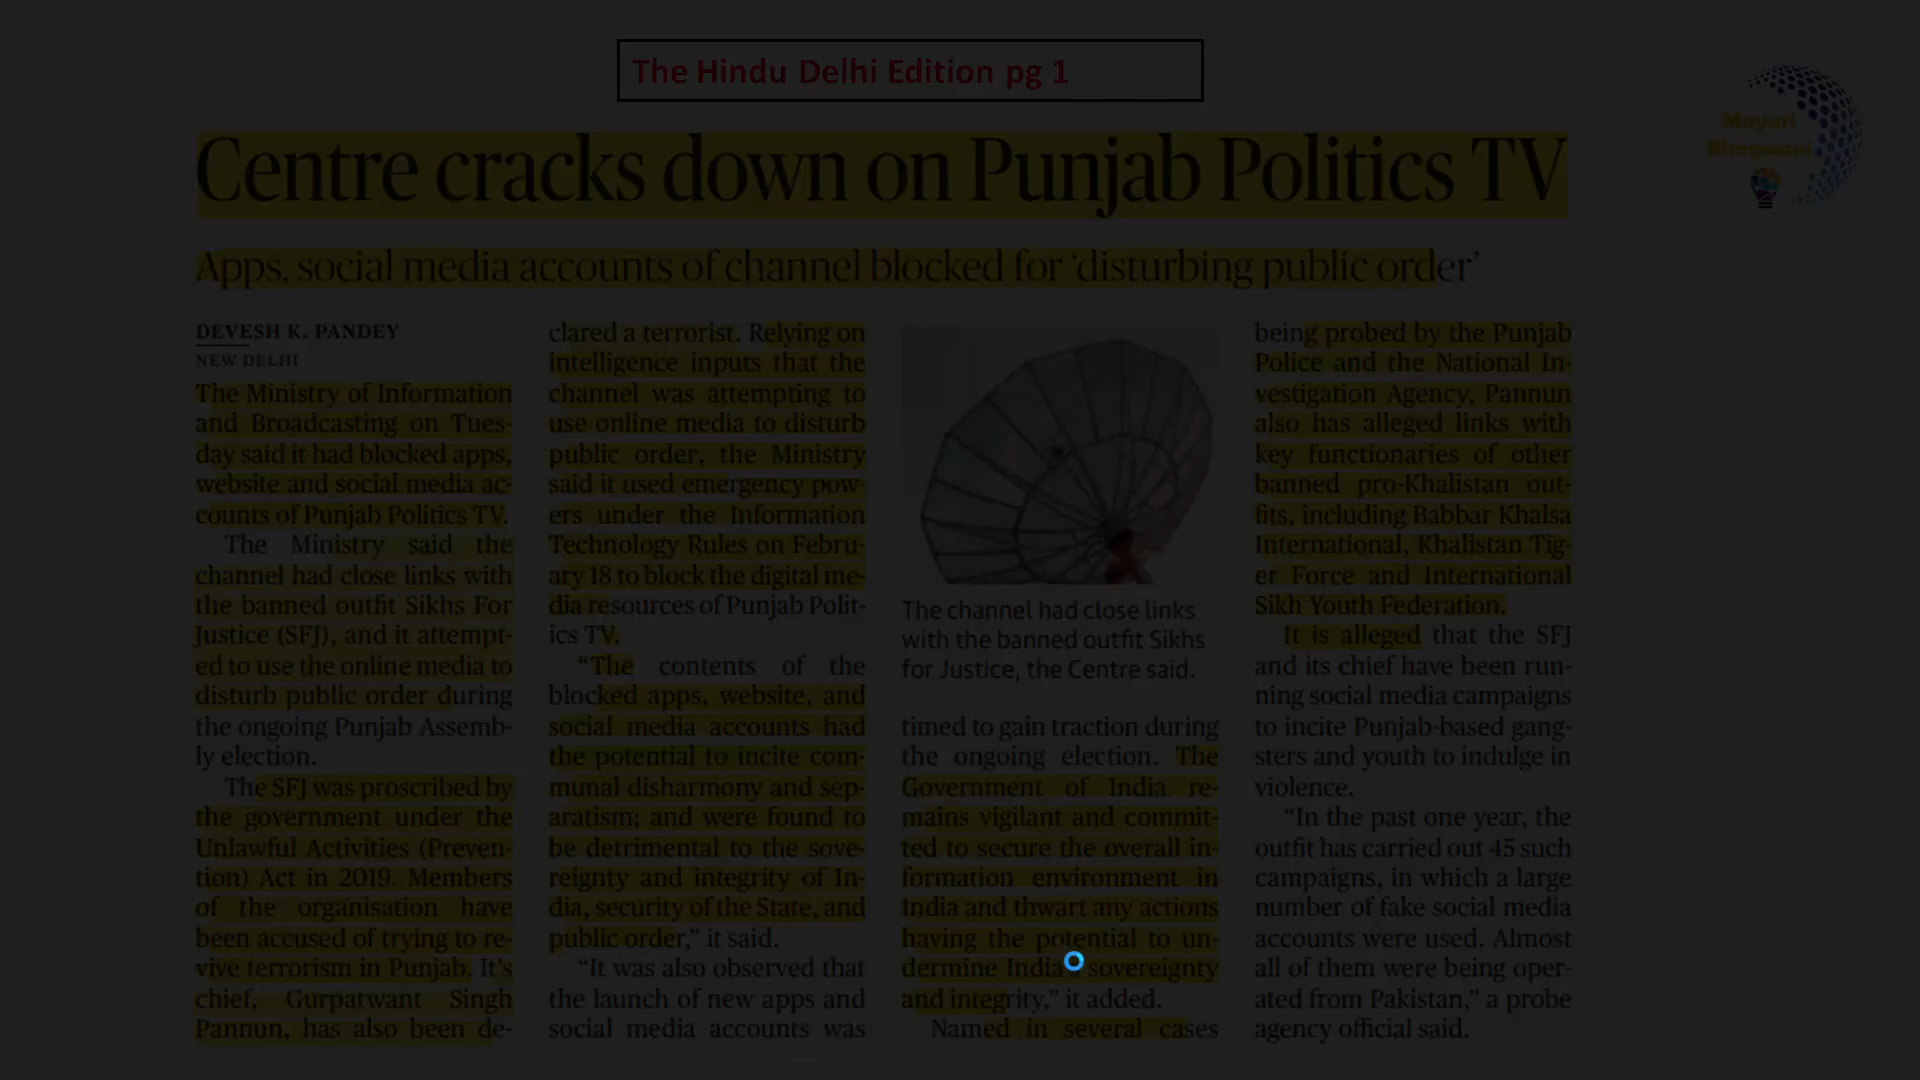 The Hindu Delhi Edition pg 1
Mayuri
Bhagwani
Centre cracks down on Punjab Politics TV
Apps, social media accounts of channel blocked for ‘disturbing public order’
DEVESH K. PANDEY
NEW DELHI
The Ministry of Information
and Broadcasting on Tues-
day said it had blocked apps,
website and social media ac-
counts of Punjab Politics TV.
The Ministry said the
channel had close links with
the banned outfit Sikhs For
Justice (SFJ), and it attempt-
ed to use the online media to
disturb public order during
the ongoing Punjab Assemb-
ly election.
The SFJ was proscribed by
the government under the
Unlawful Activities (Preven-
tion) Act in 2019. Members
of the organisation have
been accused of trying to re-
vive terrorism in Punjab. It’s
chief, Gurpatwant Singh
Pannun, has also been de-
clared a terrorist. Relying on
intelligence inputs that the
channel was attempting to
use online media to disturb
public order, the Ministry
said it used emergency pow-
ers under the Information
Technology Rules on Febru-
ary 18 to block the digital me-
dia resources of Punjab Polit-
ics TV.
“The contents of the
blocked apps, website, and
social media accounts had
the potential to incite com-
munal disharmony and sep-
aratism; and were found to
be detrimental to the sove-
reignty and integrity of In-
dia, security of the State, and
public order,” it said.
“It was also observed that
the launch of new apps and
social media accounts was
The channel had close links
with the banned outfit Sikhs
for Justice, the Centre said.
timed to gain traction during
the ongoing election. The
Government of India re-
mains vigilant and commit-
ted to secure the overall in-
formation environment in
India and thwart any actions
having the potential to un-
dermine India's sovereignty
and integrity,” it added.
Named in several cases
being probed by the Punjab
Police and the National In-
vestigation Agency, Pannun
also has alleged links with
key functionaries of other
banned pro-Khalistan out-
fits, including Babbar Khalsa
International, Khalistan Tig-
er Force and International
Sikh Youth Federation.
It is alleged that the SFJ
and its chief have been run-
ning social media campaigns
to incite Punjab-based gang-
sters and youth to indulge in
violence.
“In the past one year, the
outfit has carried out 45 such
campaigns, in which a large
number of fake social media
accounts were used. Almost
all of them were being oper-
ated from Pakistan,” a probe
agency official said.